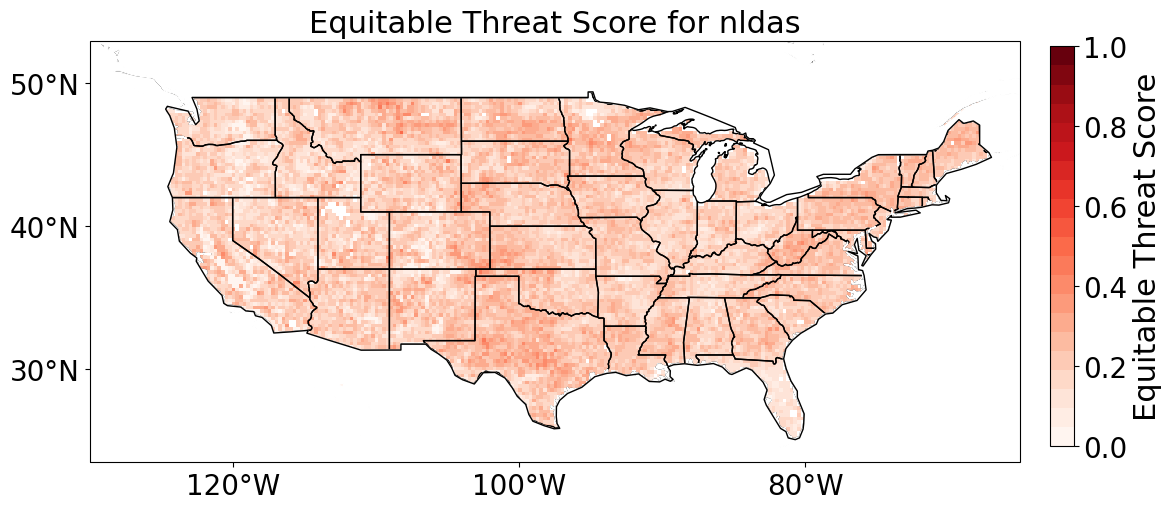 Equitable Threat Score for nldas
50°N
40°N
30°N
120°W
100°W
80°W
1.0
0.8
0.6
0.4
0.2
0.0
Equitable Threat Score